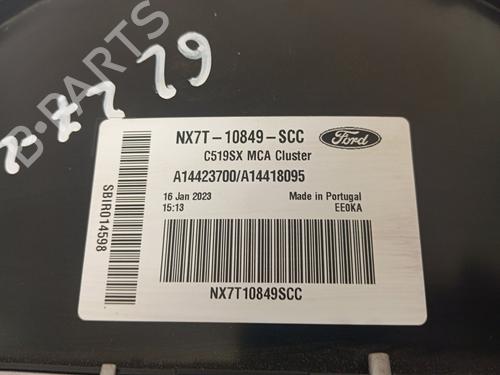 B-PARTS
NX7T-10849-SCC
Ford
C519SX MCA Cluster
A14423700/A14418095
16 Jan 2023
15:13
Made in Portugal
EE0KA
SBIR014598
NX7T10849SCC